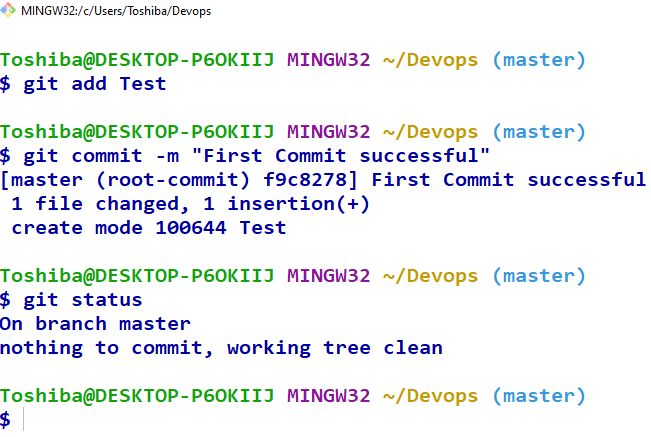 MINGW32:/c/Users/Toshiba/Devops
Toshiba@DESKTOP-P6OKIIJ MINGW32 ~/Devops (master)
$ git add Test
Toshiba@DESKTOP-P6OKIIJ MINGW32 ~/Devops (master)
$ git commit -m "First Commit successful"
[master (root-commit) f9c8278] First Commit successful
1 file changed, 1 insertion(+)
create mode 100644 Test
Toshiba@DESKTOP-P6OKIIJ MINGW32 ~/Devops (master)
$ git status
On branch master
nothing to commit, working tree clean
Toshiba@DESKTOP-P6OKIIJ MINGW32 ~/Devops (master)
$